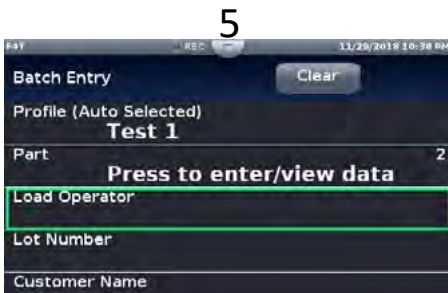 5
F4T REC 11/29/2018 10:38 PM
Batch Entry Clear
Profile (Auto Selected)
Test 1
Part 2
Press to enter/view data
Load Operator
Lot Number
Customer Name